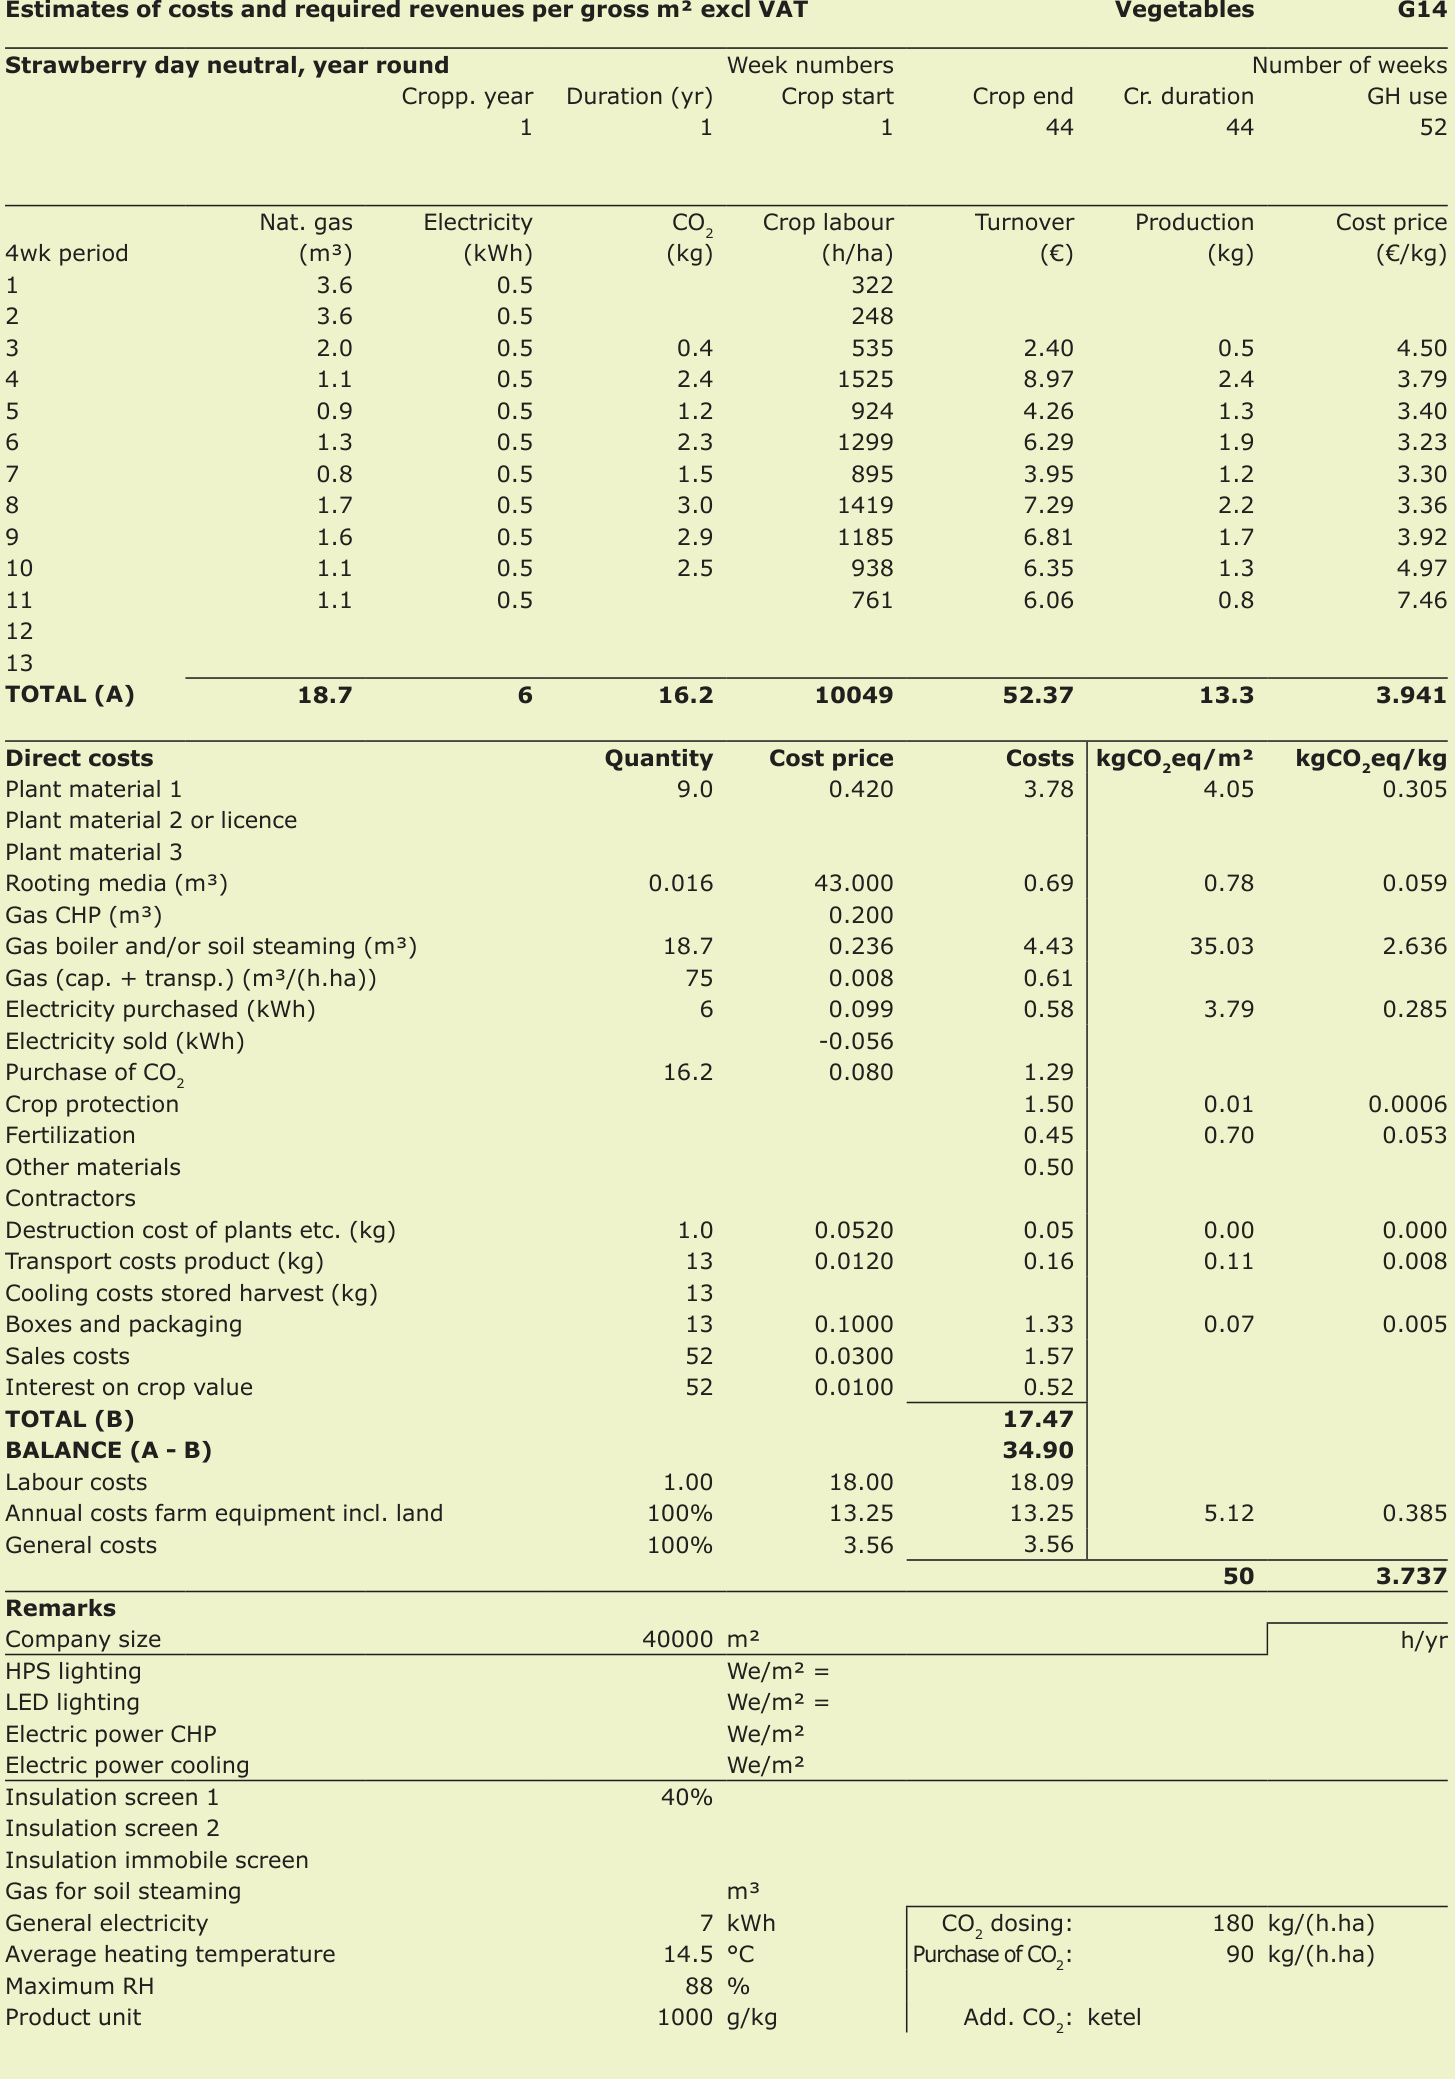 Estimates of costs and required revenues per gross m² excl VAT Vegetables G14
Strawberry day neutral, year round Week numbers Number of weeks
Cropp. year Duration (yr) Crop start Crop end Cr. duration GH use
1 1 1 44 44 52
Nat. gas Electricity CO₂ Crop labour Turnover Production Cost price
4wk period (m³) (kWh) (kg) (h/ha) (€) (kg) (€/kg)
1 3.6 0.5 322
2 3.6 0.5 248
3 2.0 0.5 0.4 535 2.40 0.5 4.50
4 1.1 0.5 2.4 1525 8.97 2.4 3.79
5 0.9 0.5 1.2 924 4.26 1.3 3.40
6 1.3 0.5 2.3 1299 6.29 1.9 3.23
7 0.8 0.5 1.5 895 3.95 1.2 3.30
8 1.7 0.5 3.0 1419 7.29 2.2 3.36
9 1.6 0.5 2.9 1185 6.81 1.7 3.92
10 1.1 0.5 2.5 938 6.35 1.3 4.97
11 1.1 0.5 761 6.06 0.8 7.46
12
13
TOTAL (A) 18.7 6 16.2 10049 52.37 13.3 3.941
Direct costs Quantity Cost price Costs kgCO₂eq/m² kgCO₂eq/kg
Plant material 1 9.0 0.420 3.78 4.05 0.305
Plant material 2 or licence
Plant material 3
Rooting media (m³) 0.016 43.000 0.69 0.78 0.059
Gas CHP (m³) 0.200
Gas boiler and/or soil steaming (m³) 18.7 0.236 4.43 35.03 2.636
Gas (cap. + transp.) (m³/(h.ha)) 75 0.008 0.61
Electricity purchased (kWh) 6 0.099 0.58 3.79 0.285
Electricity sold (kWh) -0.056
Purchase of CO₂ 16.2 0.080 1.29
Crop protection 1.50 0.01 0.0006
Fertilization 0.45 0.70 0.053
Other materials 0.50
Contractors
Destruction cost of plants etc. (kg) 1.0 0.0520 0.05 0.00 0.000
Transport costs product (kg) 13 0.0120 0.16 0.11 0.008
Cooling costs stored harvest (kg) 13
Boxes and packaging 13 0.1000 1.33 0.07 0.005
Sales costs 52 0.0300 1.57
Interest on crop value 52 0.0100 0.52
TOTAL (B) 17.47
BALANCE (A - B) 34.90
Labour costs 1.00 18.00 18.09
Annual costs farm equipment incl. land 100% 13.25 13.25 5.12 0.385
General costs 100% 3.56 3.56
50 3.737
Remarks
Company size 40000 m² h/yr
HPS lighting We/m² =
LED lighting We/m² =
Electric power CHP We/m²
Electric power cooling We/m²
Insulation screen 1 40%
Insulation screen 2
Insulation immobile screen
Gas for soil steaming m³
General electricity 7 kWh CO₂ dosing: 180 kg/(h.ha)
Average heating temperature 14.5 °C Purchase of CO₂: 90 kg/(h.ha)
Maximum RH 88 %
Product unit 1000 g/kg Add. CO₂: ketel